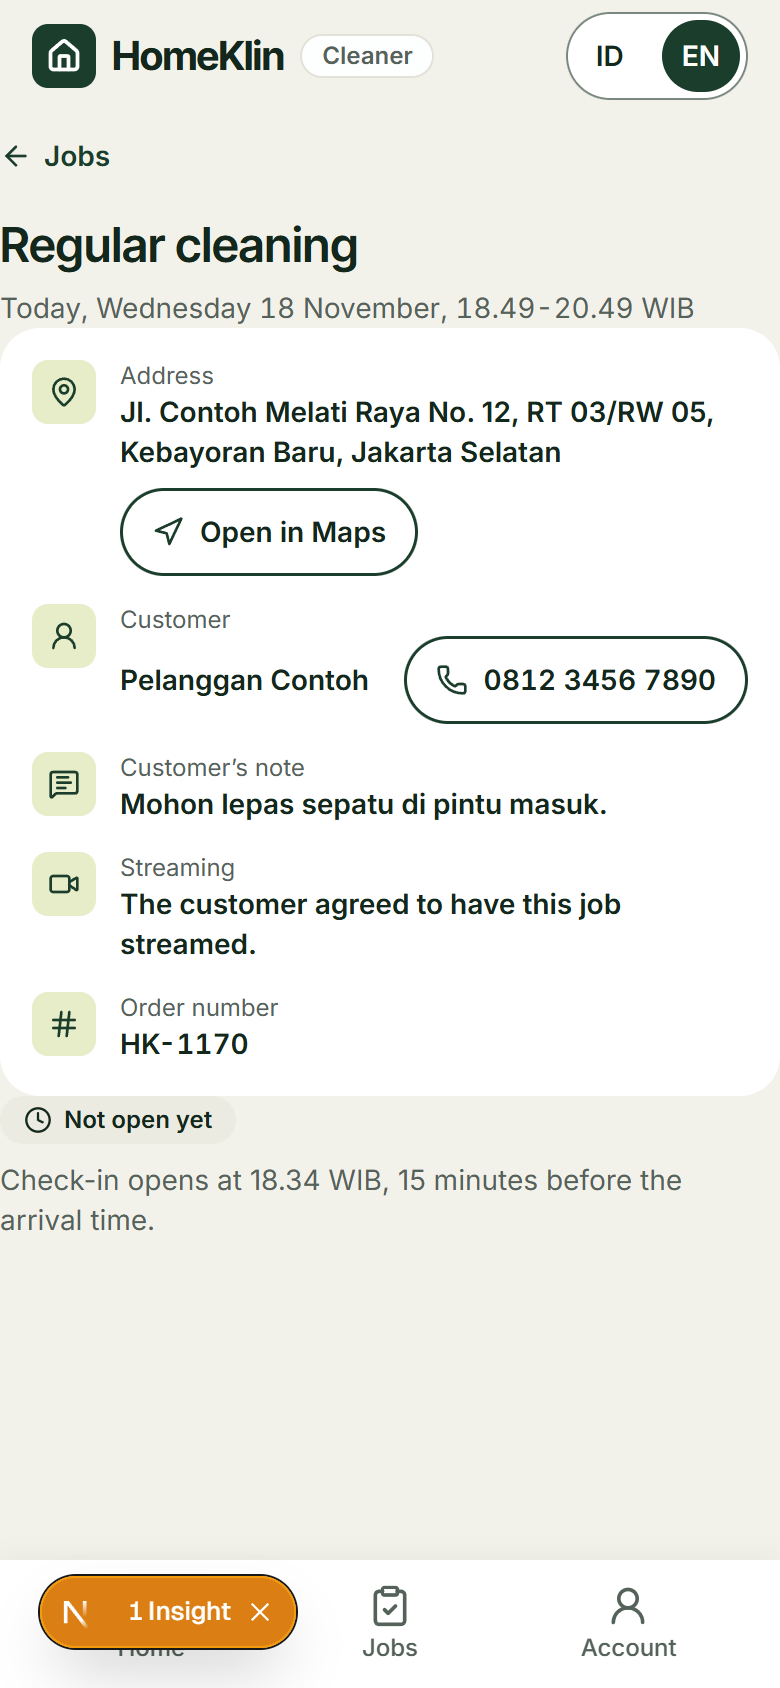 HomeKlin
Cleaner
ID
EN
Jobs
Regular cleaning
Today, Wednesday 18 November, 18.49-20.49 WIB
Address
Jl. Contoh Melati Raya No. 12, RT 03/RW 05,
Kebayoran Baru, Jakarta Selatan
Open in Maps
Customer
Pelanggan Contoh
0812 3456 7890
Customer’s note
Mohon lepas sepatu di pintu masuk.
Streaming
The customer agreed to have this job
streamed.
Order number
HK-1170
Not open yet
Check-in opens at 18.34 WIB, 15 minutes before the
arrival time.
1 Insight
Home
Jobs
Account